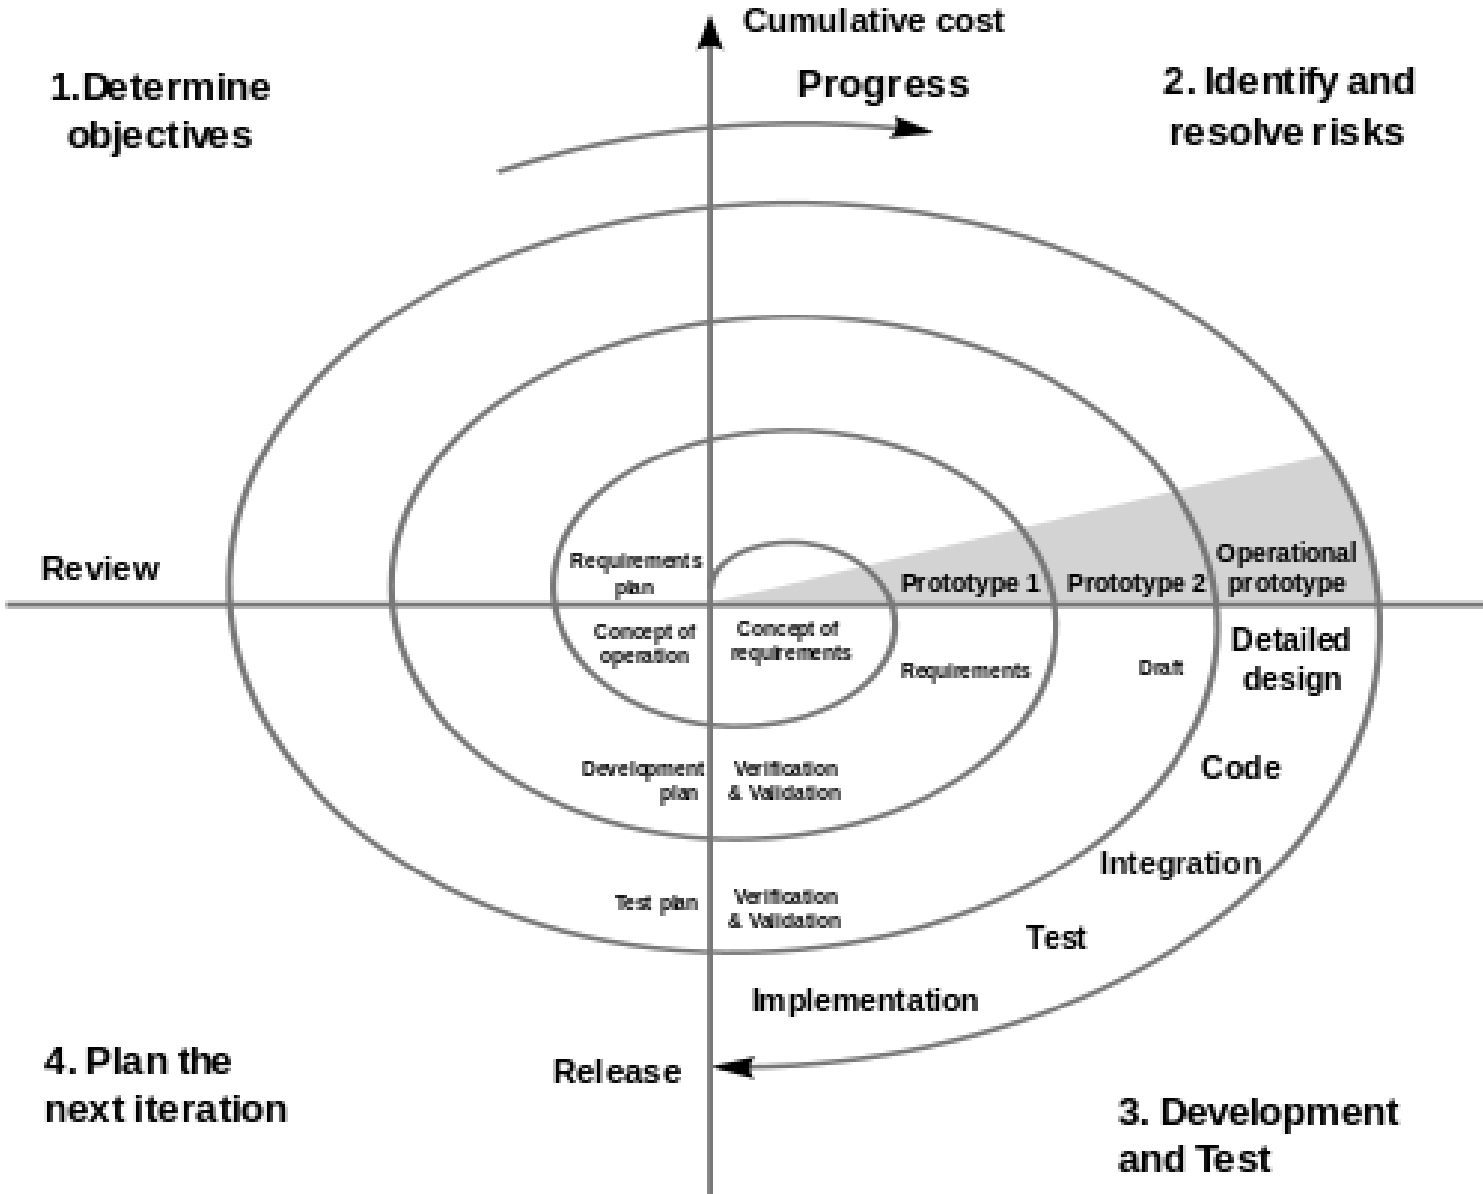 Cumulative cost
Progress
1.Determine
objectives
2. Identify and
resolve risks
Review
Requirements
plan
Prototype 1
Prototype 2
Operational
prototype
Concept of
operation
Concept of
requirements
Requirements
Draft
Detailed
design
Code
Development
plan
Verification
& Validation
Integration
Test plan
Verification
& Validation
Test
Implementation
Release
4. Plan the
next iteration
3. Development
and Test